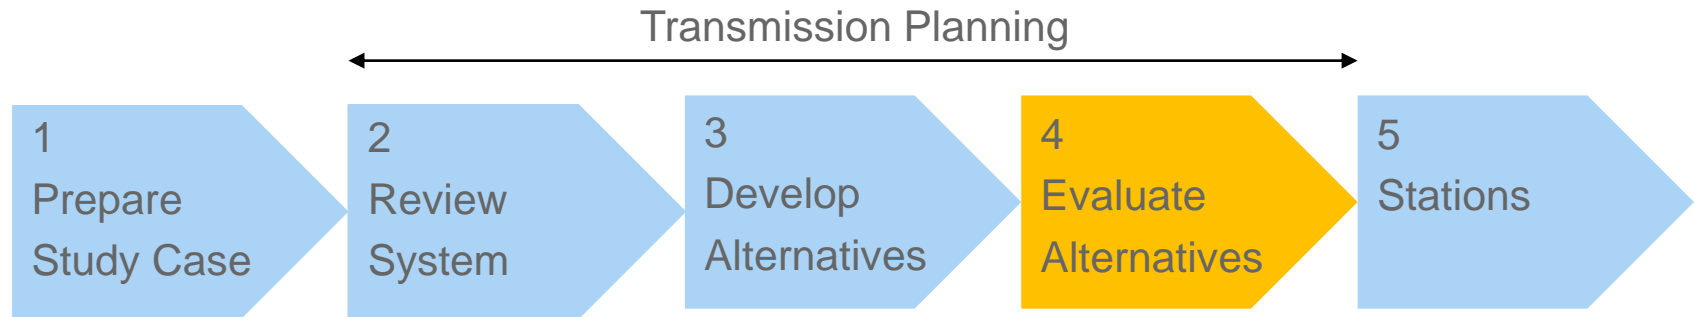 Transmission Planning
1
Prepare
Study Case
2
Review
System
3
Develop
Alternatives
4
Evaluate
Alternatives
5
Stations